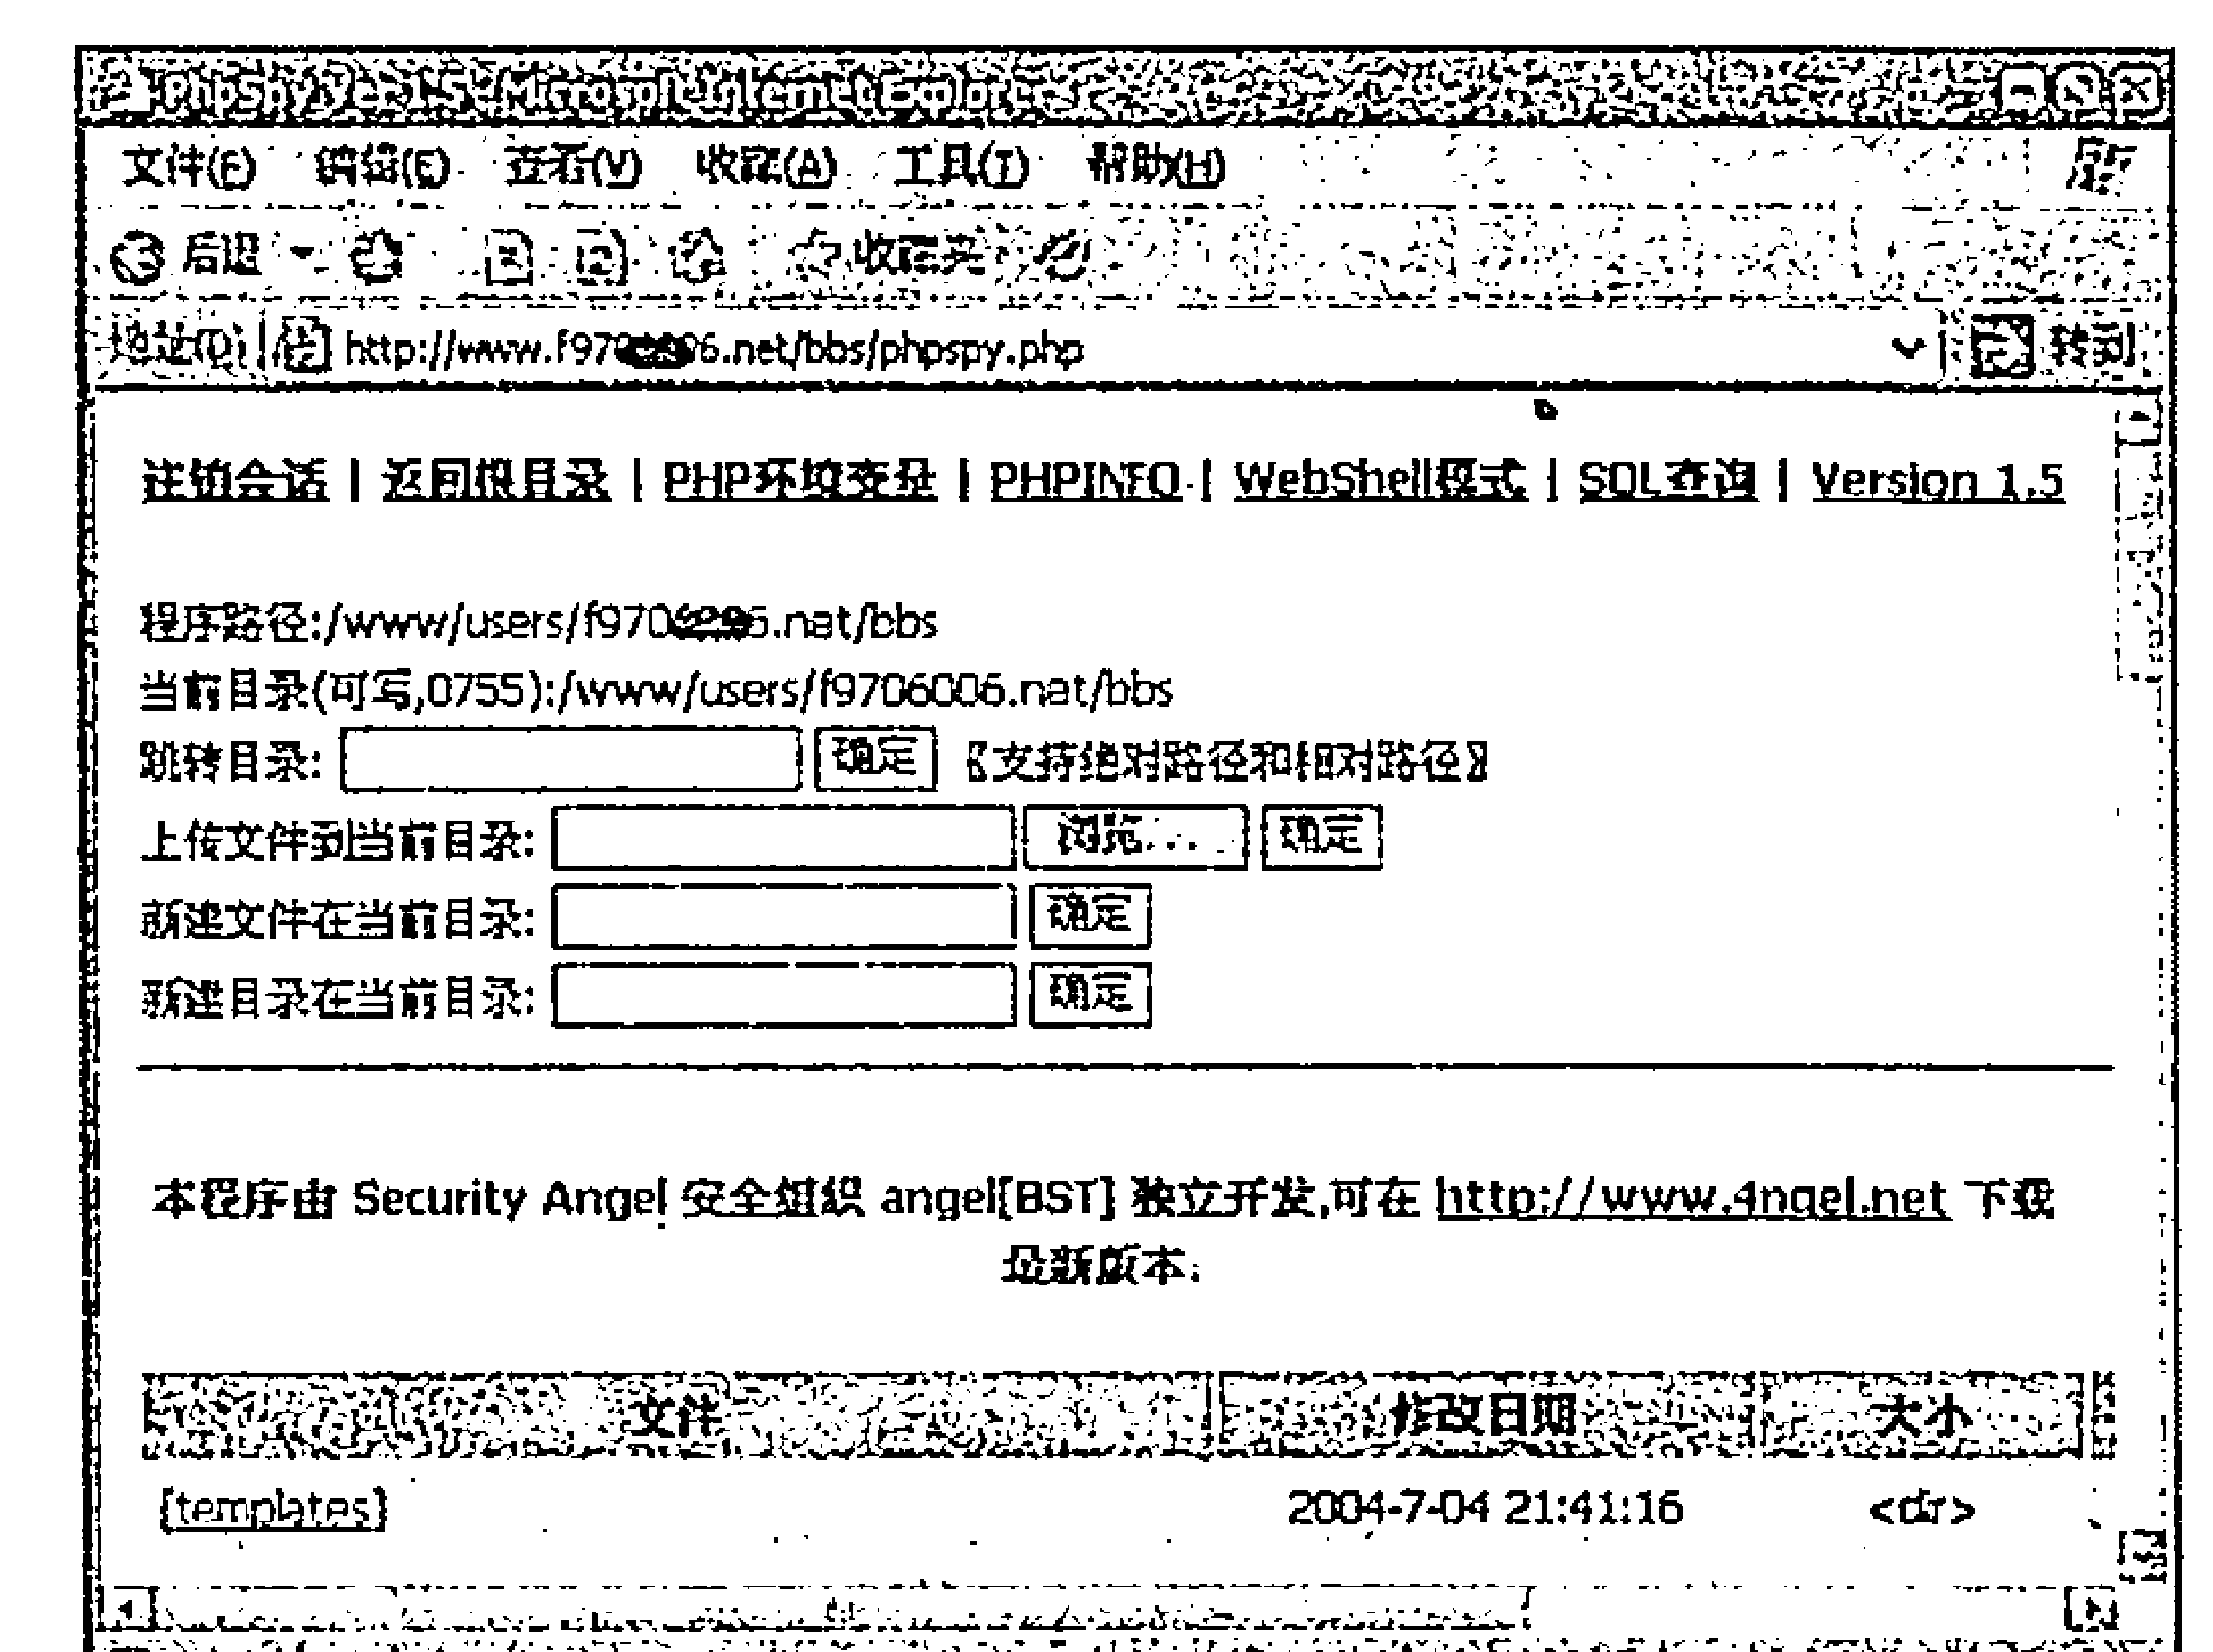 PhpSpy Ver 1.5 - Microsoft Internet Explorer
文件(F) 编辑(E) 查看(V) 收藏(A) 工具(T) 帮助(H)
后退 收藏夹
地址(D) http://www.f970 6.net/bbs/phpspy.php 转到
注销会话 | 返回根目录 | PHP环境变量 | PHPINFO | WebShell模式 | SQL查询 | Version 1.5
程序路径:/www/users/f970 6.nat/bbs
当前目录(可写,0755):/www/users/f9706006.nat/bbs
跳转目录: 确定 〖支持绝对路径和相对路径〗
上传文件到当前目录: 浏览... 确定
新建文件在当前目录: 确定
新建目录在当前目录: 确定
本程序由 Security Angel 安全组织 angel[BST] 独立开发,可在 http://www.4ngel.net 下载
最新版本.
文件 修改日期 大小
[templates] 2004-7-04 21:41:16 <dir>